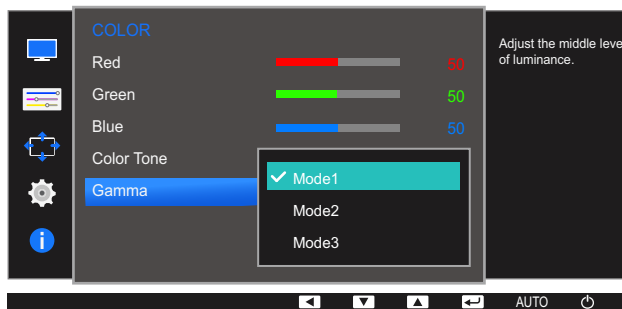 COLOR
Red 50
Green 50
Blue 50
Color Tone
Gamma
Mode1
Mode2
Mode3
Adjust the middle leve
of luminance.
AUTO